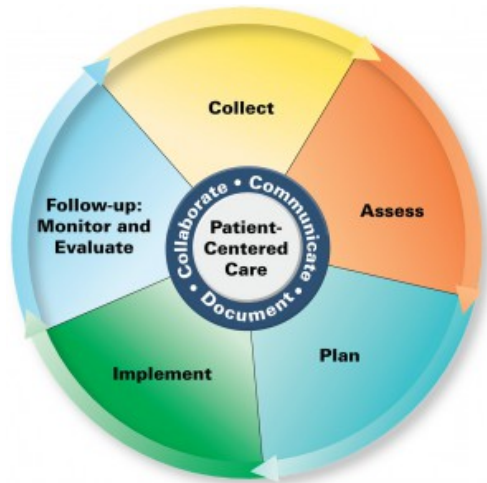 Collect
Assess
Plan
Implement
Follow-up:
Monitor and
Evaluate
Collaborate • Communicate • Document •
Patient-
Centered
Care